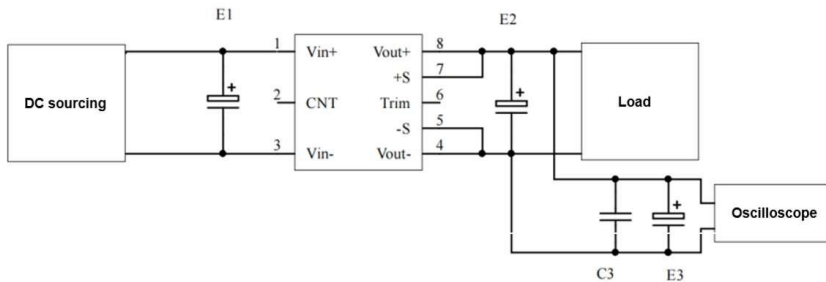 E1
E2
DC sourcing
1 Vin+ Vout+ 8
+S 7
2 CNT Trim 6
-S 5
3 Vin- Vout- 4
+
+
Load
+
Oscilloscope
C3 E3